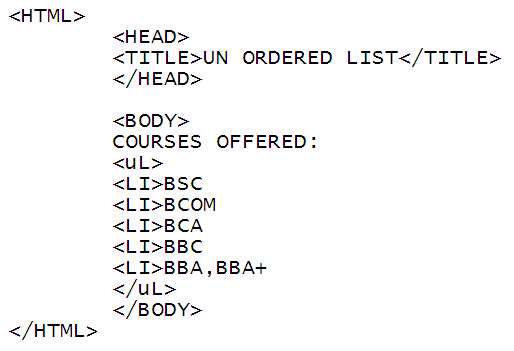 <HTML>
<HEAD>
<TITLE>UN ORDERED LIST</TITLE>
</HEAD>
<BODY>
COURSES OFFERED:
<uL>
<LI>BSC
<LI>BCOM
<LI>BCA
<LI>BBC
<LI>BBA,BBA+
</uL>
</BODY>
</HTML>